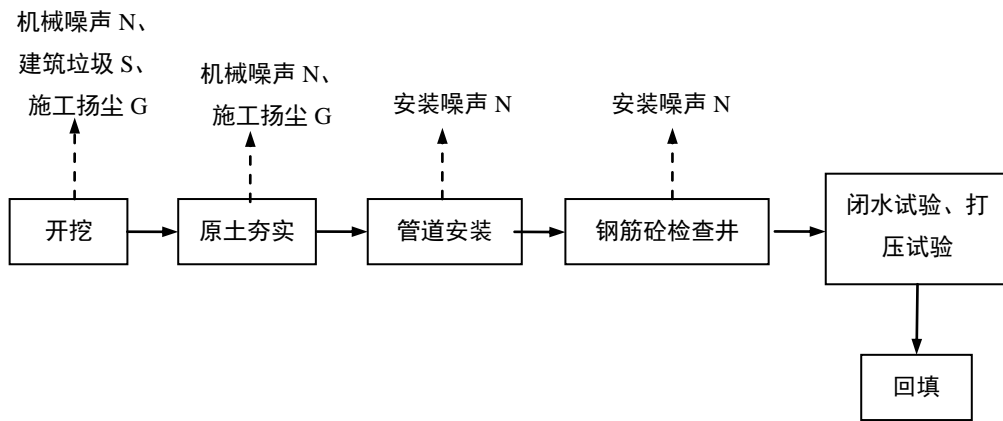 机械噪声 N、
建筑垃圾 S、
施工扬尘 G
机械噪声 N、
施工扬尘 G
安装噪声 N
安装噪声 N
开挖
原土夯实
管道安装
钢筋砼检查井
闭水试验、打
压试验
回填